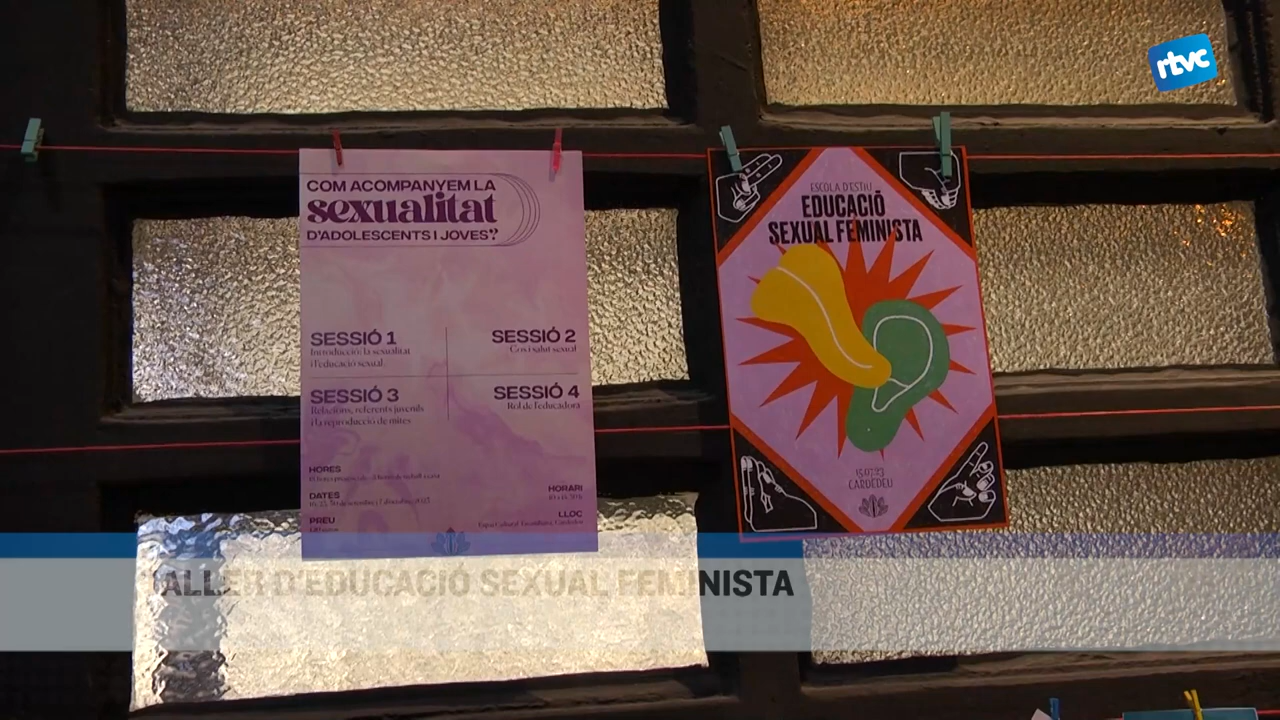 rtvc
COM ACOMPANYEM LA
sexualitat
D'ADOLESCENTS I JOVES?
SESSIÓ 1
Introducció: la sexualitat
i l'educació sexual
SESSIÓ 2
Cos i salut sexual
SESSIÓ 3
Relacions, referents juvenils
i la reproducció de mites
SESSIÓ 4
Rol de l'educadora
HORES
DATES
PREU
HORARI
LLOC
ESCOLA D'ESTIU
EDUCACIÓ
SEXUAL FEMINISTA
15.07.23
CARDEDEU
TALLER D'EDUCACIÓ SEXUAL FEMINISTA